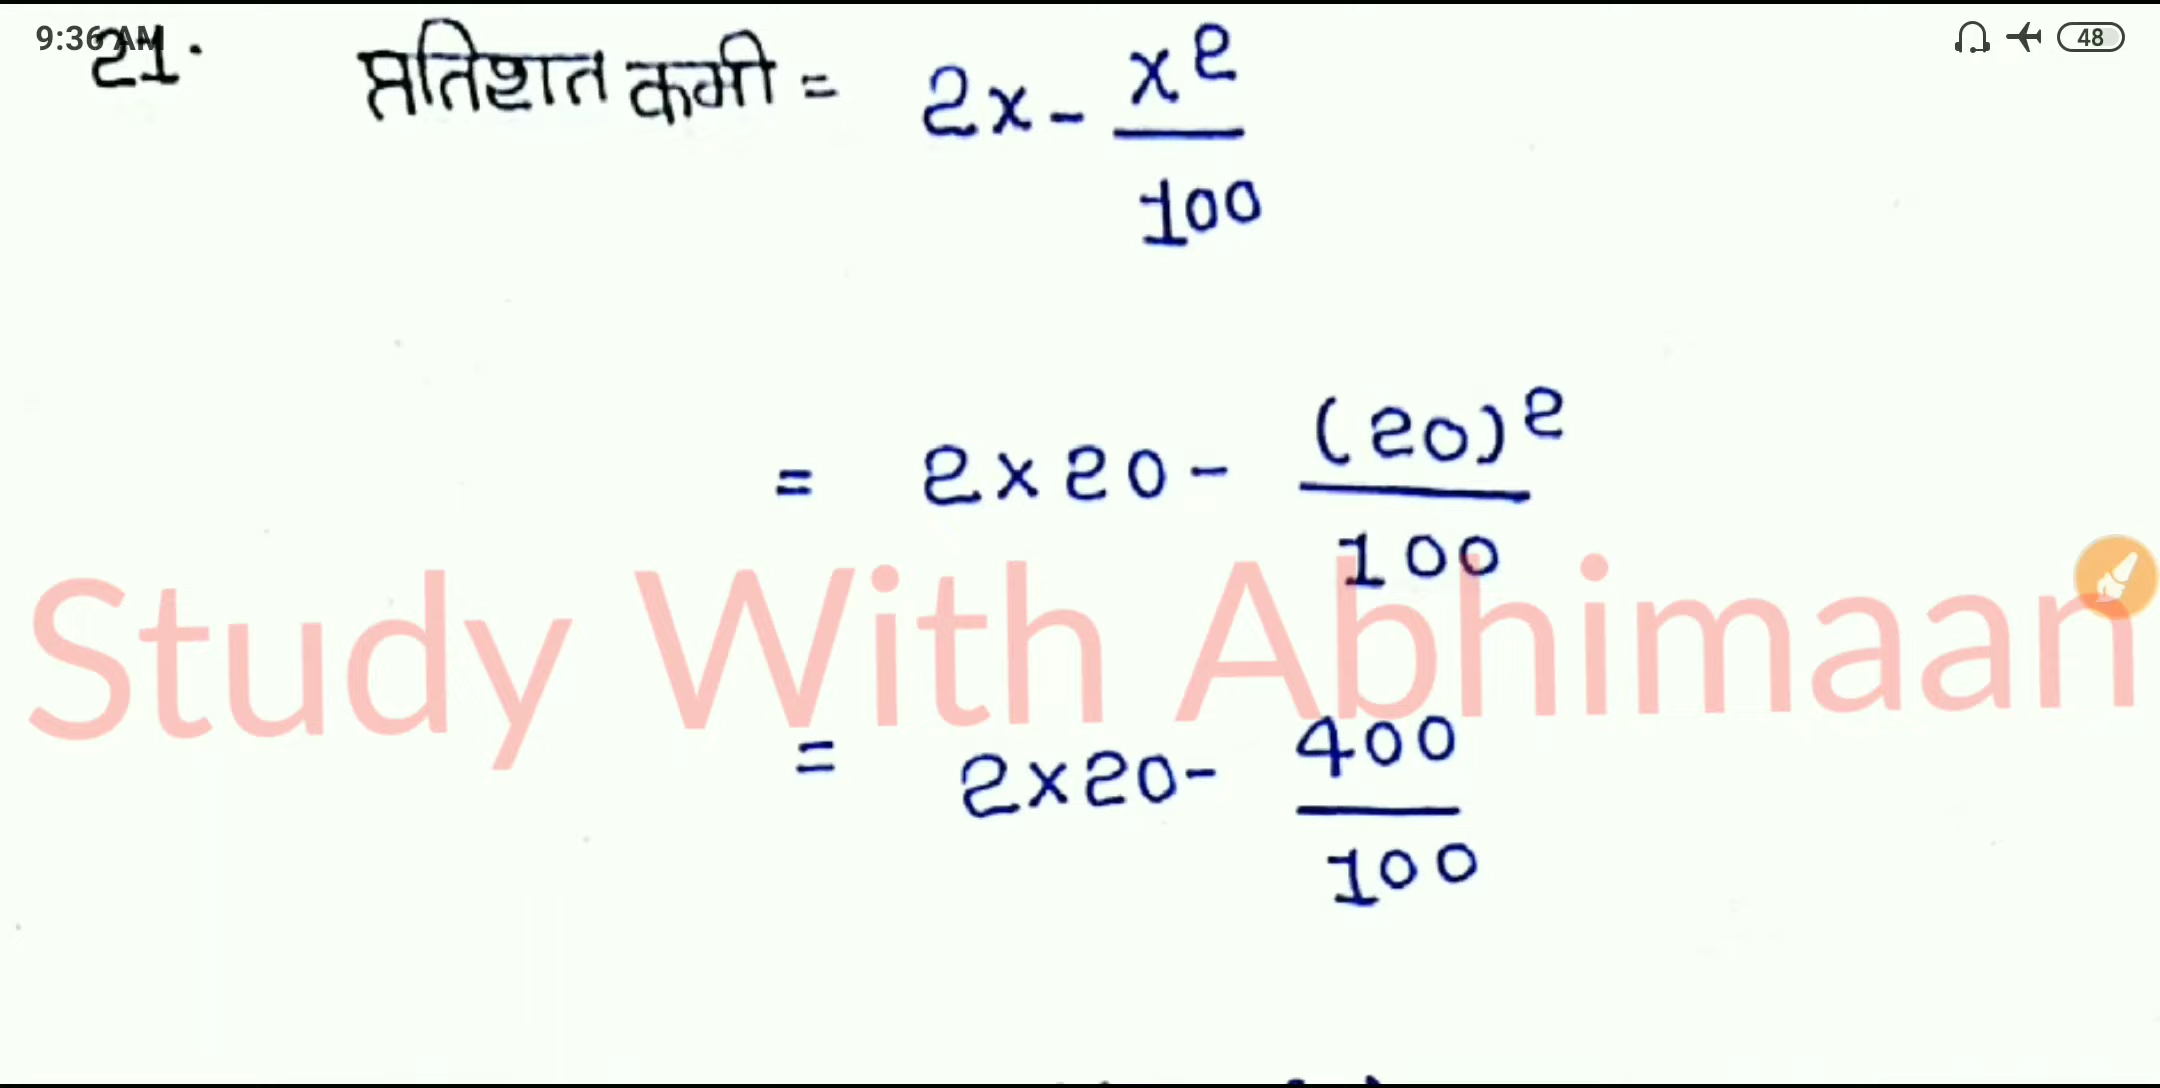 9:36 AM 48
21. प्रतिशत कमी = 2x - x²/100
= 2×20 - (20)²/100
Study With Abhimaan
= 2×20 - 400/100